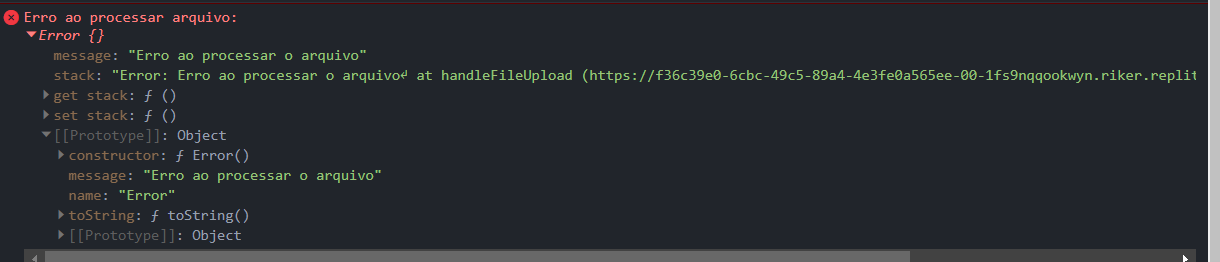 Erro ao processar arquivo:
Error {}
message: "Erro ao processar o arquivo"
stack: "Error: Erro ao processar o arquivo↵ at handleFileUpload (https://f36c39e0-6cbc-49c5-89a4-4e3fe0a565ee-00-1fs9nqqookwyn.riker.replit
get stack: ƒ ()
set stack: ƒ ()
[[Prototype]]: Object
constructor: ƒ Error()
message: "Erro ao processar o arquivo"
name: "Error"
toString: ƒ toString()
[[Prototype]]: Object